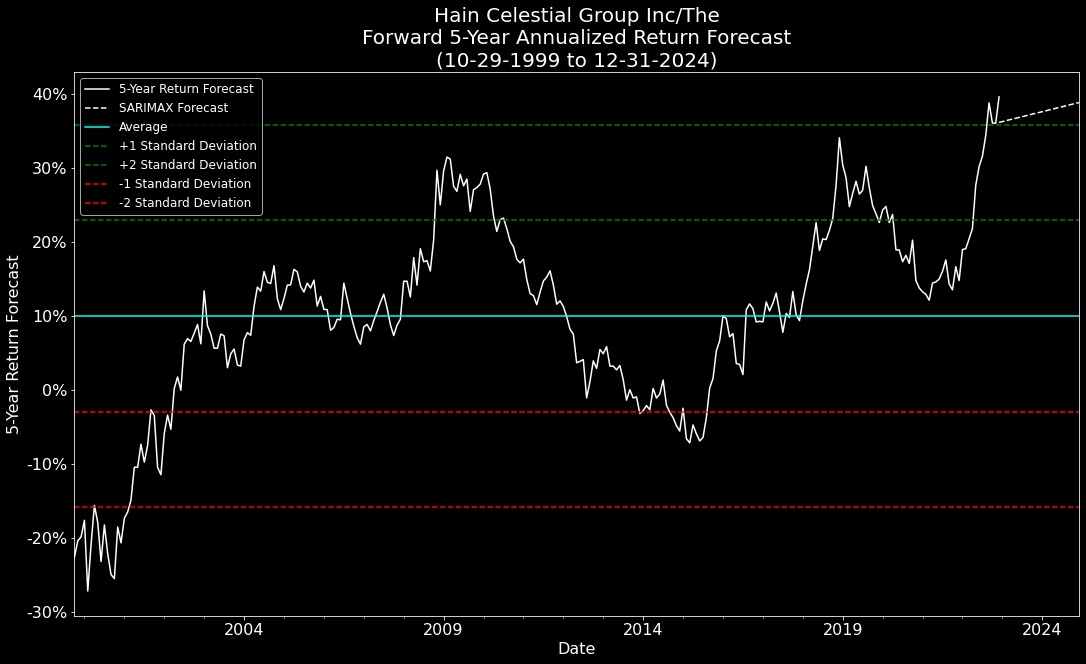 Hain Celestial Group Inc/The
Forward 5-Year Annualized Return Forecast
(10-29-1999 to 12-31-2024)
5-Year Return Forecast
SARIMAX Forecast
Average
+1 Standard Deviation
+2 Standard Deviation
-1 Standard Deviation
-2 Standard Deviation
5-Year Return Forecast
40%
30%
20%
10%
0%
-10%
-20%
-30%
2004
2009
2014
2019
2024
Date